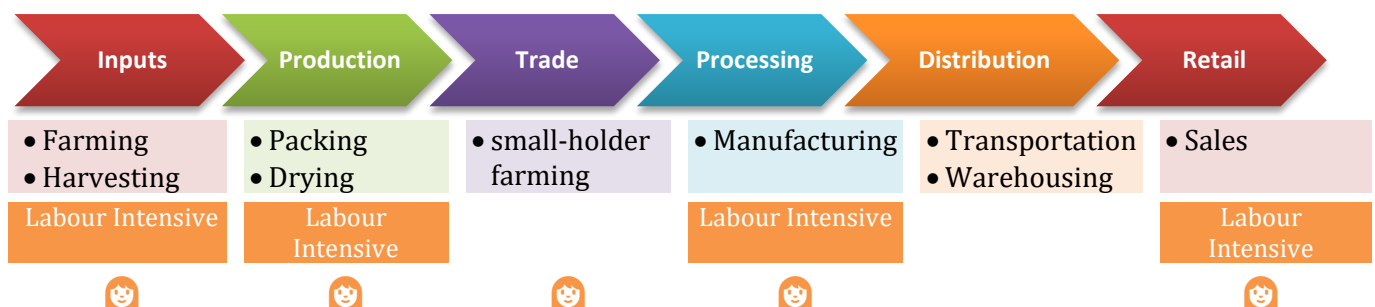 Inputs
Production
Trade
Processing
Distribution
Retail
• Farming
• Harvesting
• Packing
• Drying
• small-holder
farming
• Manufacturing
• Transportation
• Warehousing
• Sales
Labour Intensive
Labour
Intensive
Labour Intensive
Labour
Intensive